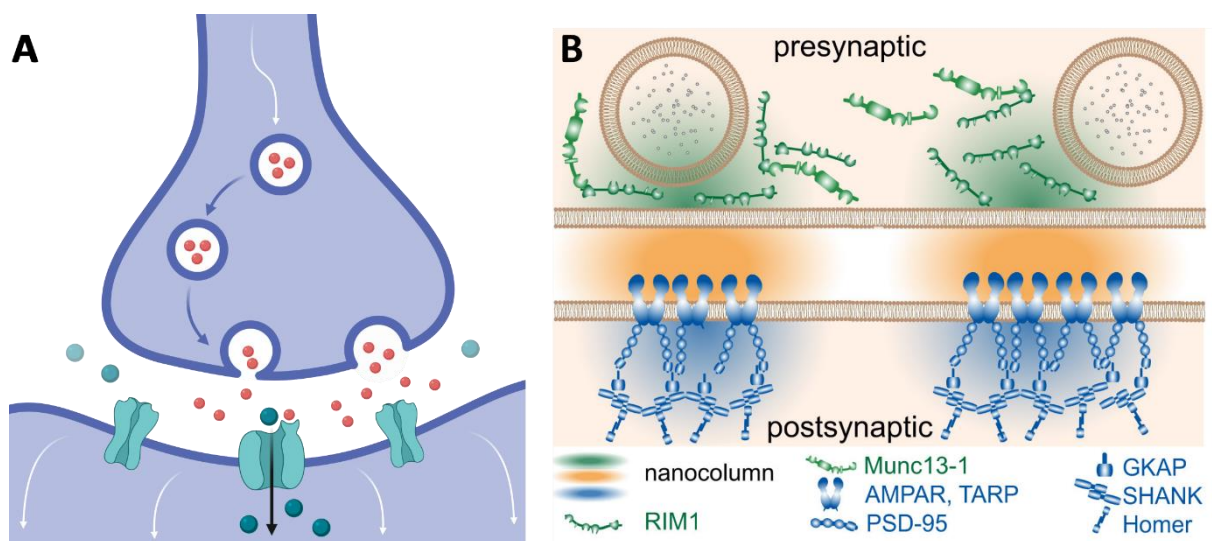 A
B
presynaptic
postsynaptic
nanocolumn
RIM1
Munc13-1
AMPAR, TARP
PSD-95
GKAP
SHANK
Homer